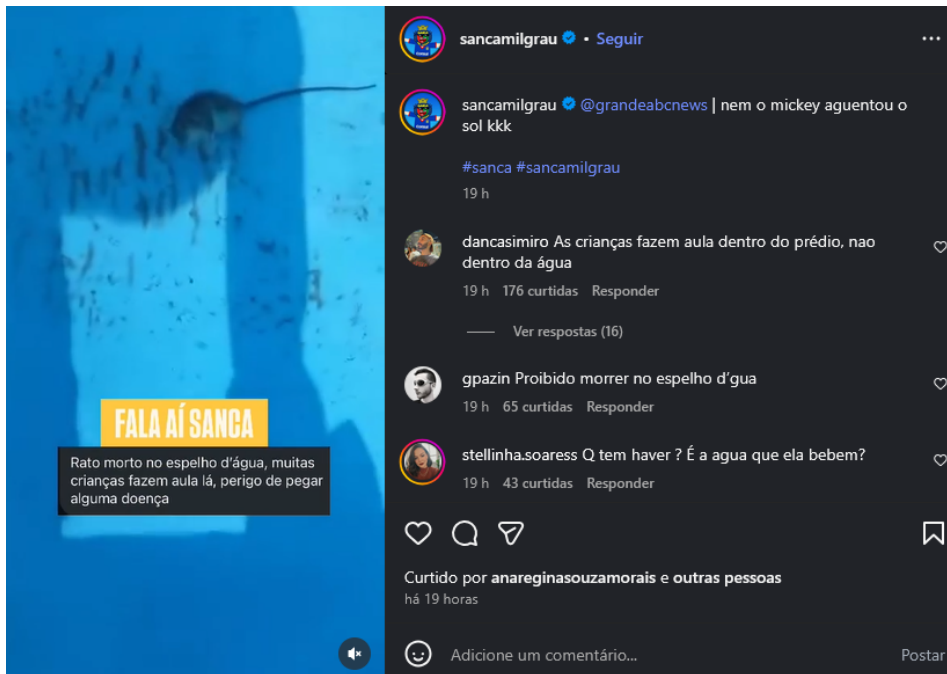 FALA AÍ SANCA
Rato morto no espelho d'água, muitas
crianças fazem aula lá, perigo de pegar
alguma doença
sancamilgrau • Seguir
sancamilgrau @grandeabcnews | nem o mickey aguentou o
sol kkk
#sanca #sancamilgrau
19 h
dancasimiro As crianças fazem aula dentro do prédio, nao
dentro da água
19 h 176 curtidas Responder
Ver respostas (16)
gpazin Proibido morrer no espelho d'gua
19 h 65 curtidas Responder
stellinha.soaress Q tem haver ? É a agua que ela bebem?
19 h 43 curtidas Responder
Curtido por anareginasouzamorais e outras pessoas
há 19 horas
Adicione um comentário...
Postar